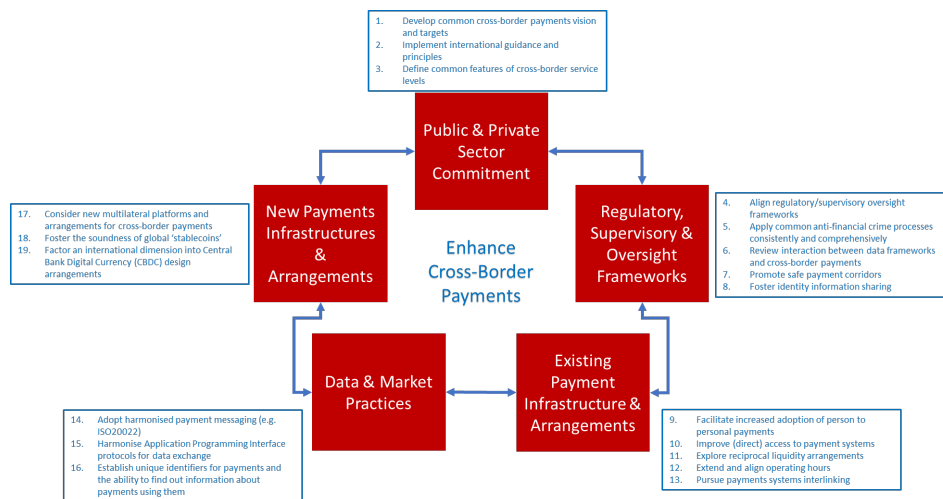 1. Develop common cross-border payments vision
and targets
2. Implement international guidance and
principles
3. Define common features of cross-border service
levels
Public & Private
Sector
Commitment
17. Consider new multilateral platforms and
arrangements for cross-border payments
18. Foster the soundness of global ‘stablecoins’
19. Factor an international dimension into Central
Bank Digital Currency (CBDC) design
arrangements
New Payments
Infrastructures
&
Arrangements
Enhance
Cross-Border
Payments
Regulatory,
Supervisory &
Oversight
Frameworks
4. Align regulatory/supervisory oversight
frameworks
5. Apply common anti-financial crime processes
consistently and comprehensively
6. Review interaction between data frameworks
and cross-border payments
7. Promote safe payment corridors
8. Foster identity information sharing
Data & Market
Practices
Existing
Payment
Infrastructure &
Arrangements
14. Adopt harmonised payment messaging (e.g.
ISO20022)
15. Harmonise Application Programming Interface
protocols for data exchange
16. Establish unique identifiers for payments and
the ability to find out information about
payments using them
9. Facilitate increased adoption of person to
personal payments
10. Improve (direct) access to payment systems
11. Explore reciprocal liquidity arrangements
12. Extend and align operating hours
13. Pursue payments systems interlinking